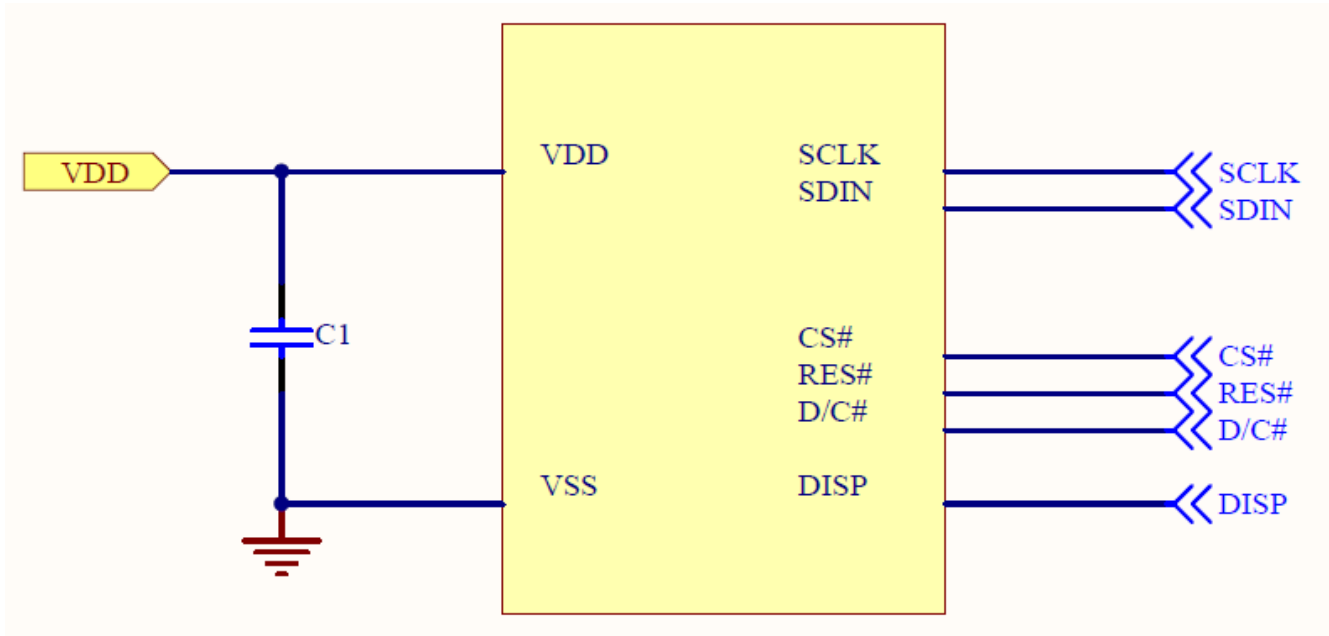 VDD
C1
VDD
VSS
SCLK
SDIN
CS#
RES#
D/C#
DISP
SCLK
SDIN
CS#
RES#
D/C#
DISP